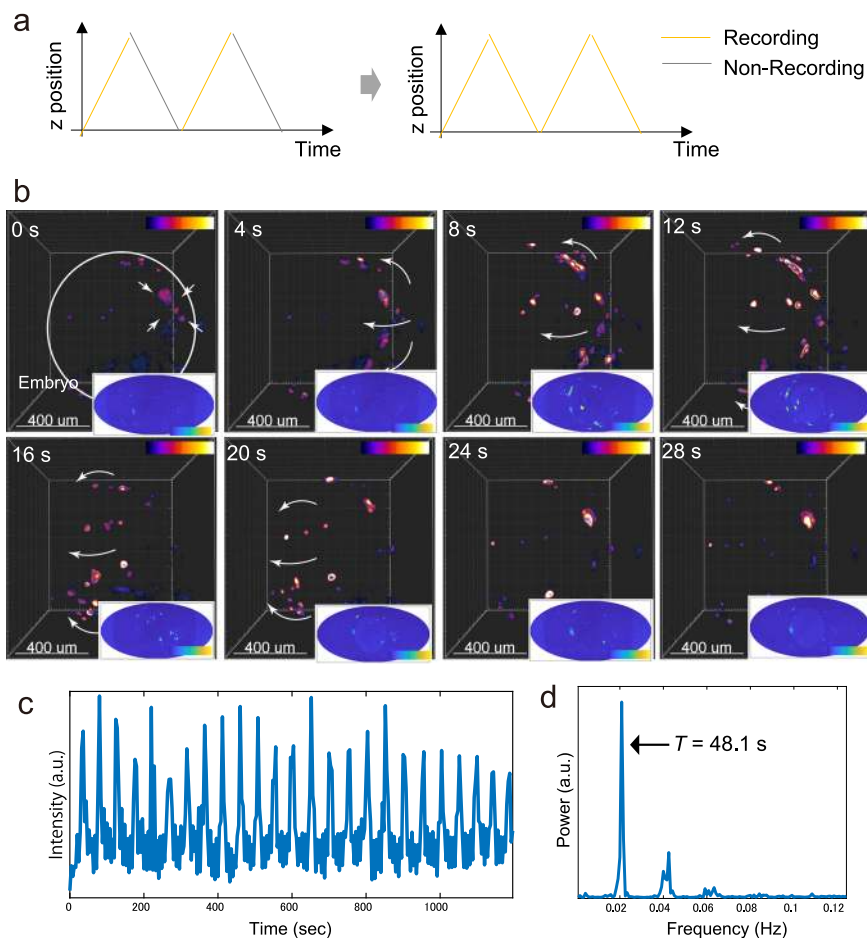 a
z position
Time
z position
Time
Recording
Non-Recording
b
0 s
Embryo
400 um
4 s
400 um
8 s
400 um
12 s
400 um
16 s
400 um
20 s
400 um
24 s
400 um
28 s
400 um
c
Intensity (a.u.)
0 200 400 600 800 1000
Time (sec)
d
T = 48.1 s
Power (a.u.)
0.02 0.04 0.06 0.08 0.1 0.12
Frequency (Hz)